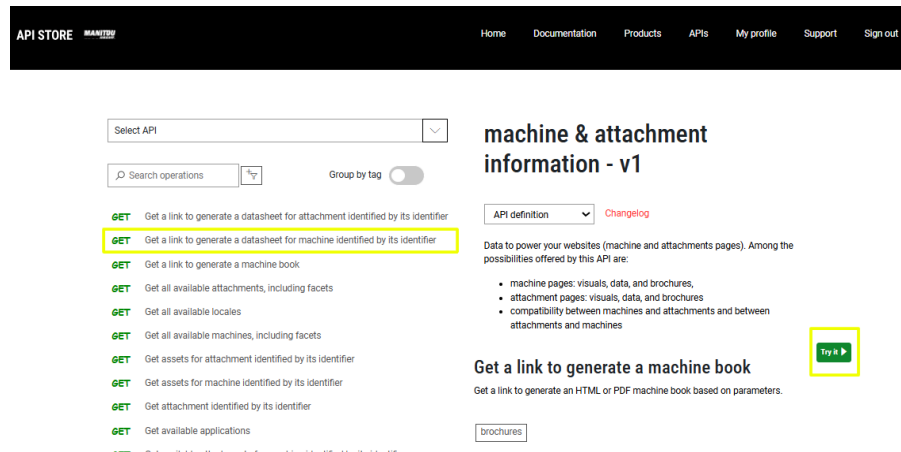 API STORE MANITOU GROUP
Home Documentation Products APIs My profile Support Sign out
Select API
Search operations
Group by tag
GET Get a link to generate a datasheet for attachment identified by its identifier
GET Get a link to generate a datasheet for machine identified by its identifier
GET Get a link to generate a machine book
GET Get all available attachments, including facets
GET Get all available locales
GET Get all available machines, including facets
GET Get assets for attachment identified by its identifier
GET Get assets for machine identified by its identifier
GET Get attachment identified by its identifier
GET Get available applications
machine & attachment
information - v1
API definition Changelog
Data to power your websites (machine and attachments pages). Among the
possibilities offered by this API are:
• machine pages: visuals, data, and brochures,
• attachment pages: visuals, data, and brochures
• compatibility between machines and attachments and between
attachments and machines
Try it
Get a link to generate a machine book
Get a link to generate an HTML or PDF machine book based on parameters.
brochures